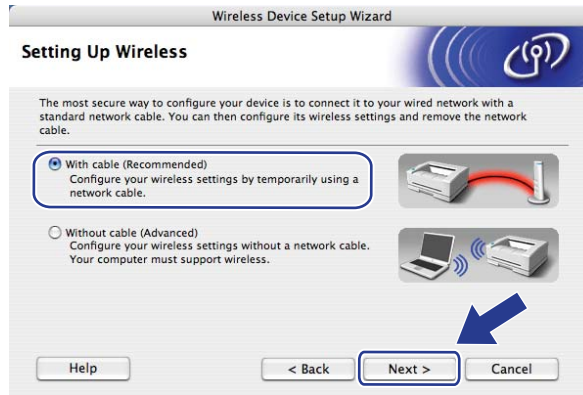 Wireless Device Setup Wizard
Setting Up Wireless
The most secure way to configure your device is to connect it to your wired network with a
standard network cable. You can then configure its wireless settings and remove the network
cable.
With cable (Recommended)
Configure your wireless settings by temporarily using a
network cable.
Without cable (Advanced)
Configure your wireless settings without a network cable.
Your computer must support wireless.
Help
< Back
Next >
Cancel